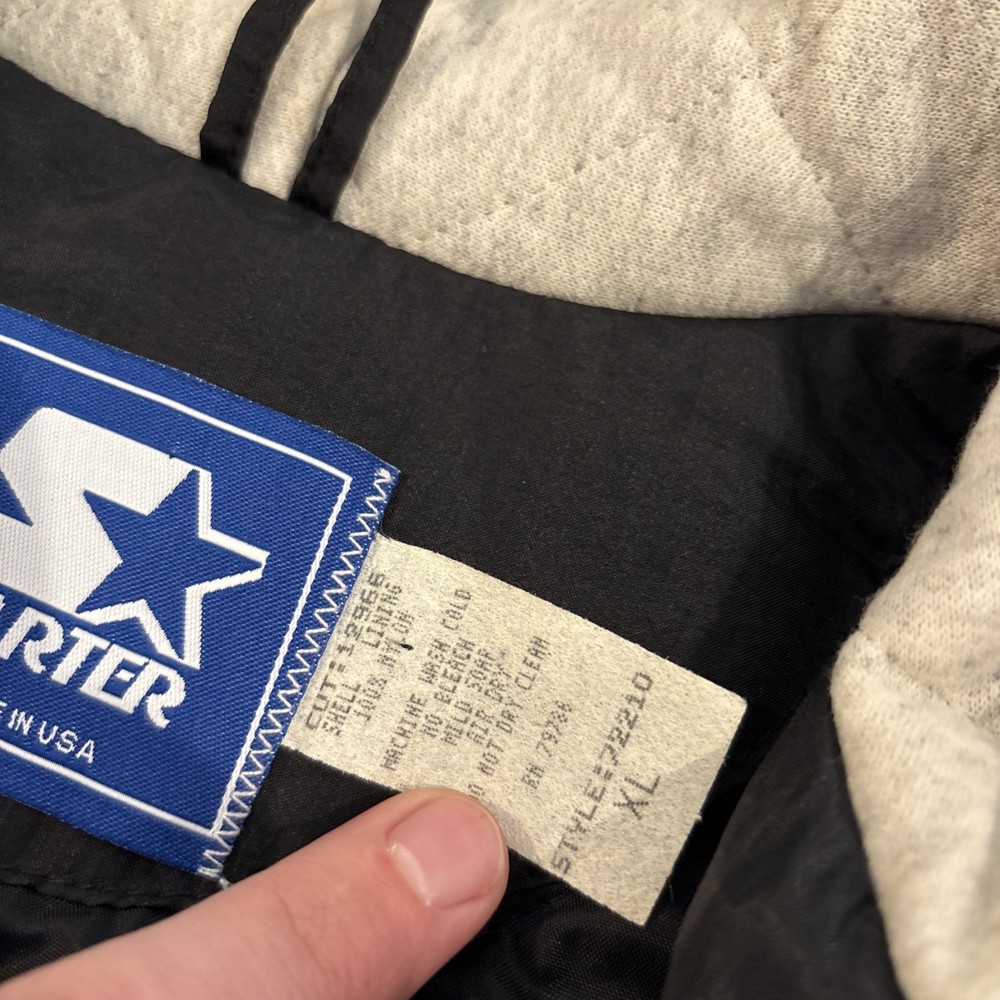 ARTER
E IN USA
CUT#12965
SHELL LINING
100% NYLON
MACHINE WASH COLD
NO BLEACH
MILD SOAP
AIR DRY
O NOT DRY CLEAN
RN 79788
STYLE#72210
XL